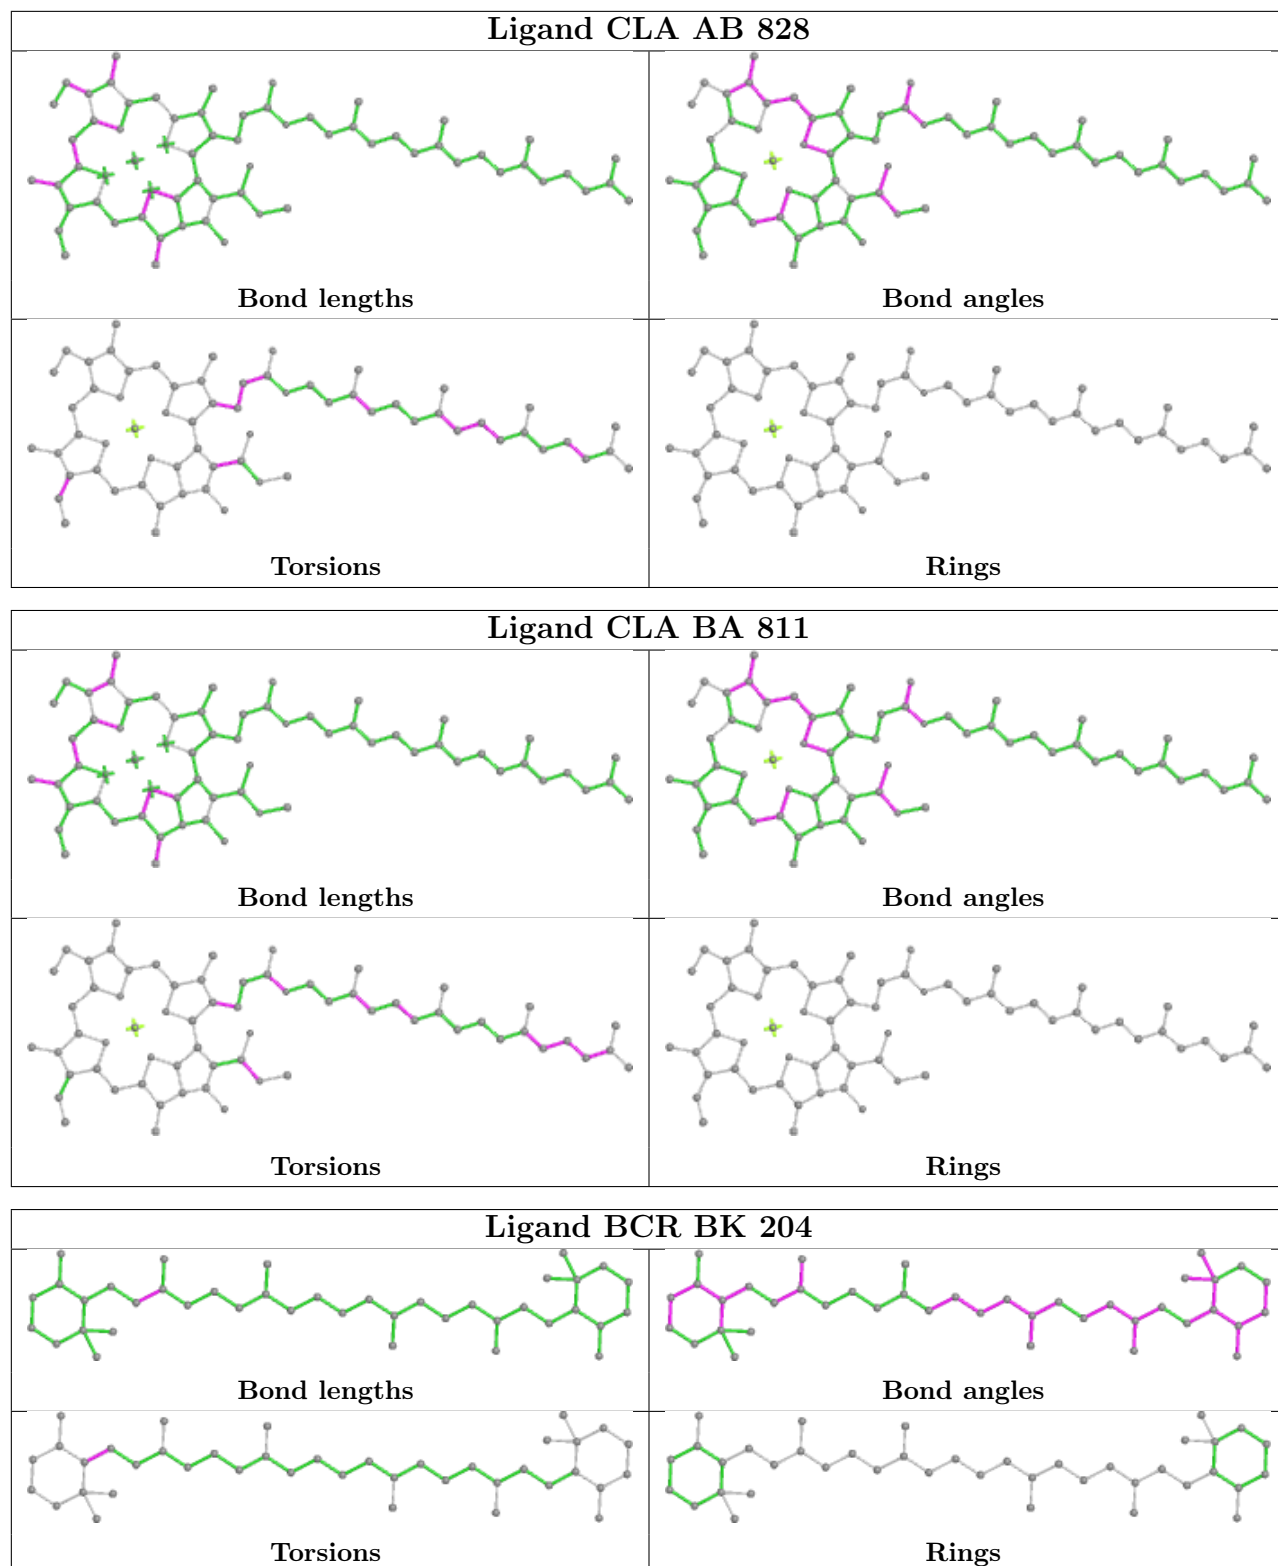 Ligand CLA AB 828
Bond lengths
Bond angles
Torsions
Rings
Ligand CLA BA 811
Bond lengths
Bond angles
Torsions
Rings
Ligand BCR BK 204
Bond lengths
Bond angles
Torsions
Rings